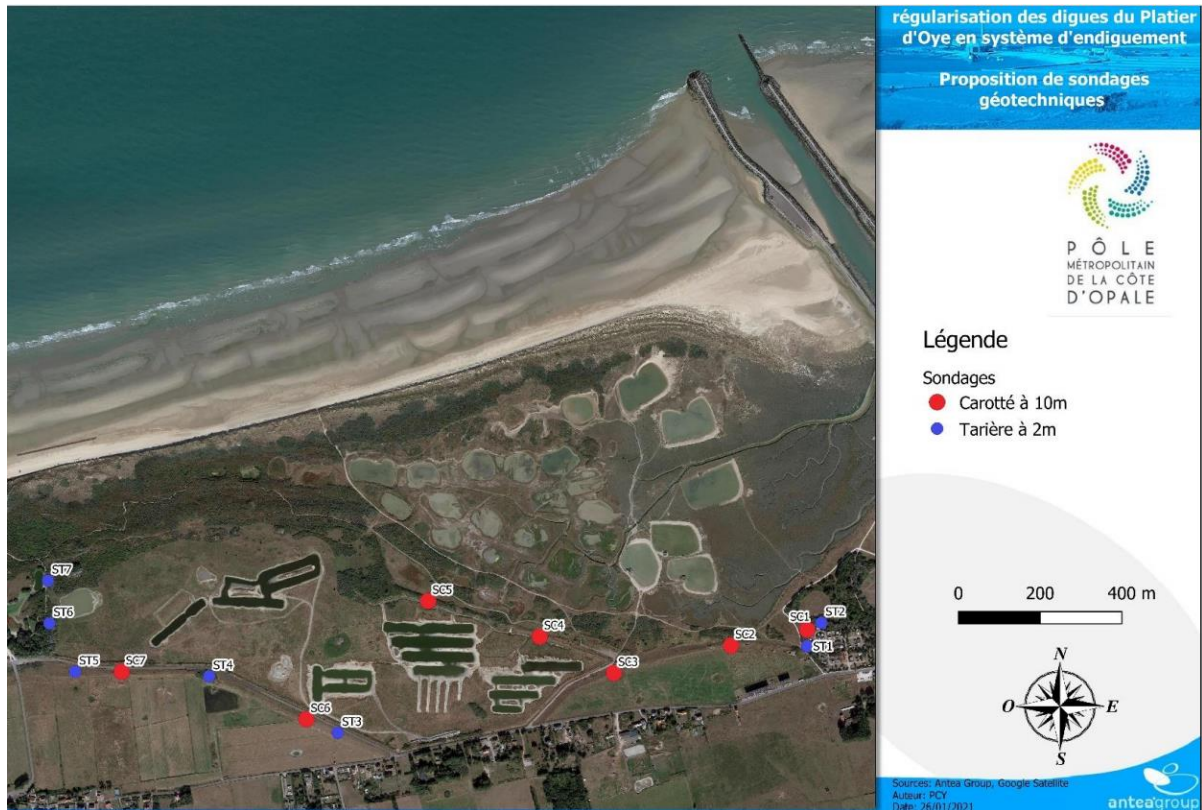 régularisation des digues du Platier
d'Oye en système d'endiguement
Proposition de sondages
géotechniques
PÔLE
MÉTROPOLITAIN
DE LA CÔTE
D'OPALE
Légende
Sondages
Carotté à 10m
Tarière à 2m
ST7
ST6
SC5
SC4
SC1
ST2
SC2
ST1
ST5
SC7
ST4
SC3
SC6
ST3
0 200 400 m
N
O E
S
Sources: Antea Group, Google Satellite
Auteur: PCY
Date: 26/01/2021
anteagroup